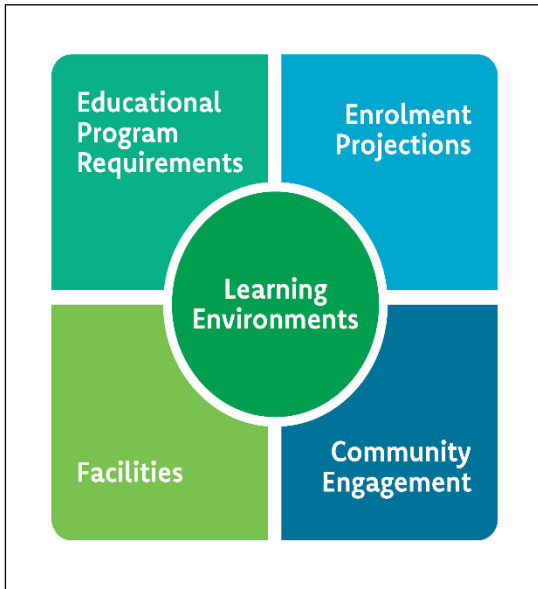 Educational
Program
Requirements
Enrolment
Projections
Learning
Environments
Facilities
Community
Engagement